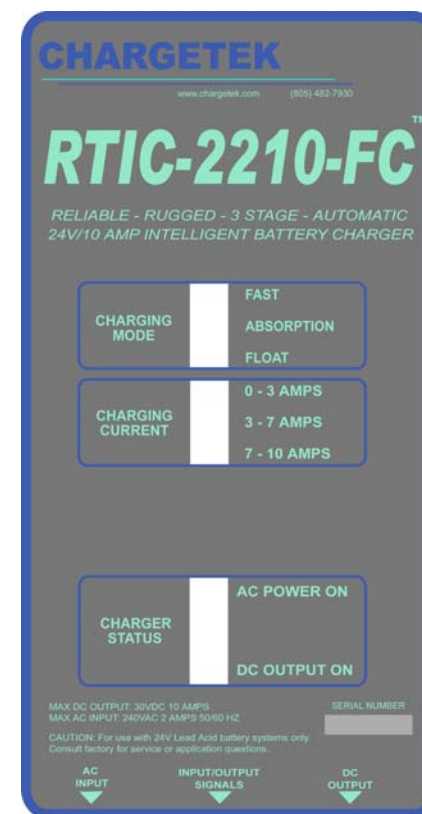 CHARGETEK
www.chargetek.com (805) 482-7930
RTIC-2210-FC™
RELIABLE - RUGGED - 3 STAGE - AUTOMATIC
24V/10 AMP INTELLIGENT BATTERY CHARGER
CHARGING
MODE
FAST
ABSORPTION
FLOAT
CHARGING
CURRENT
0 - 3 AMPS
3 - 7 AMPS
7 - 10 AMPS
CHARGER
STATUS
AC POWER ON
DC OUTPUT ON
MAX DC OUTPUT: 30VDC 10 AMPS
MAX AC INPUT: 240VAC 2 AMPS 50/60 HZ
SERIAL NUMBER
CAUTION: For use with 24V Lead Acid battery systems only.
Consult factory for service or application questions.
AC
INPUT
INPUT/OUTPUT
SIGNALS
DC
OUTPUT